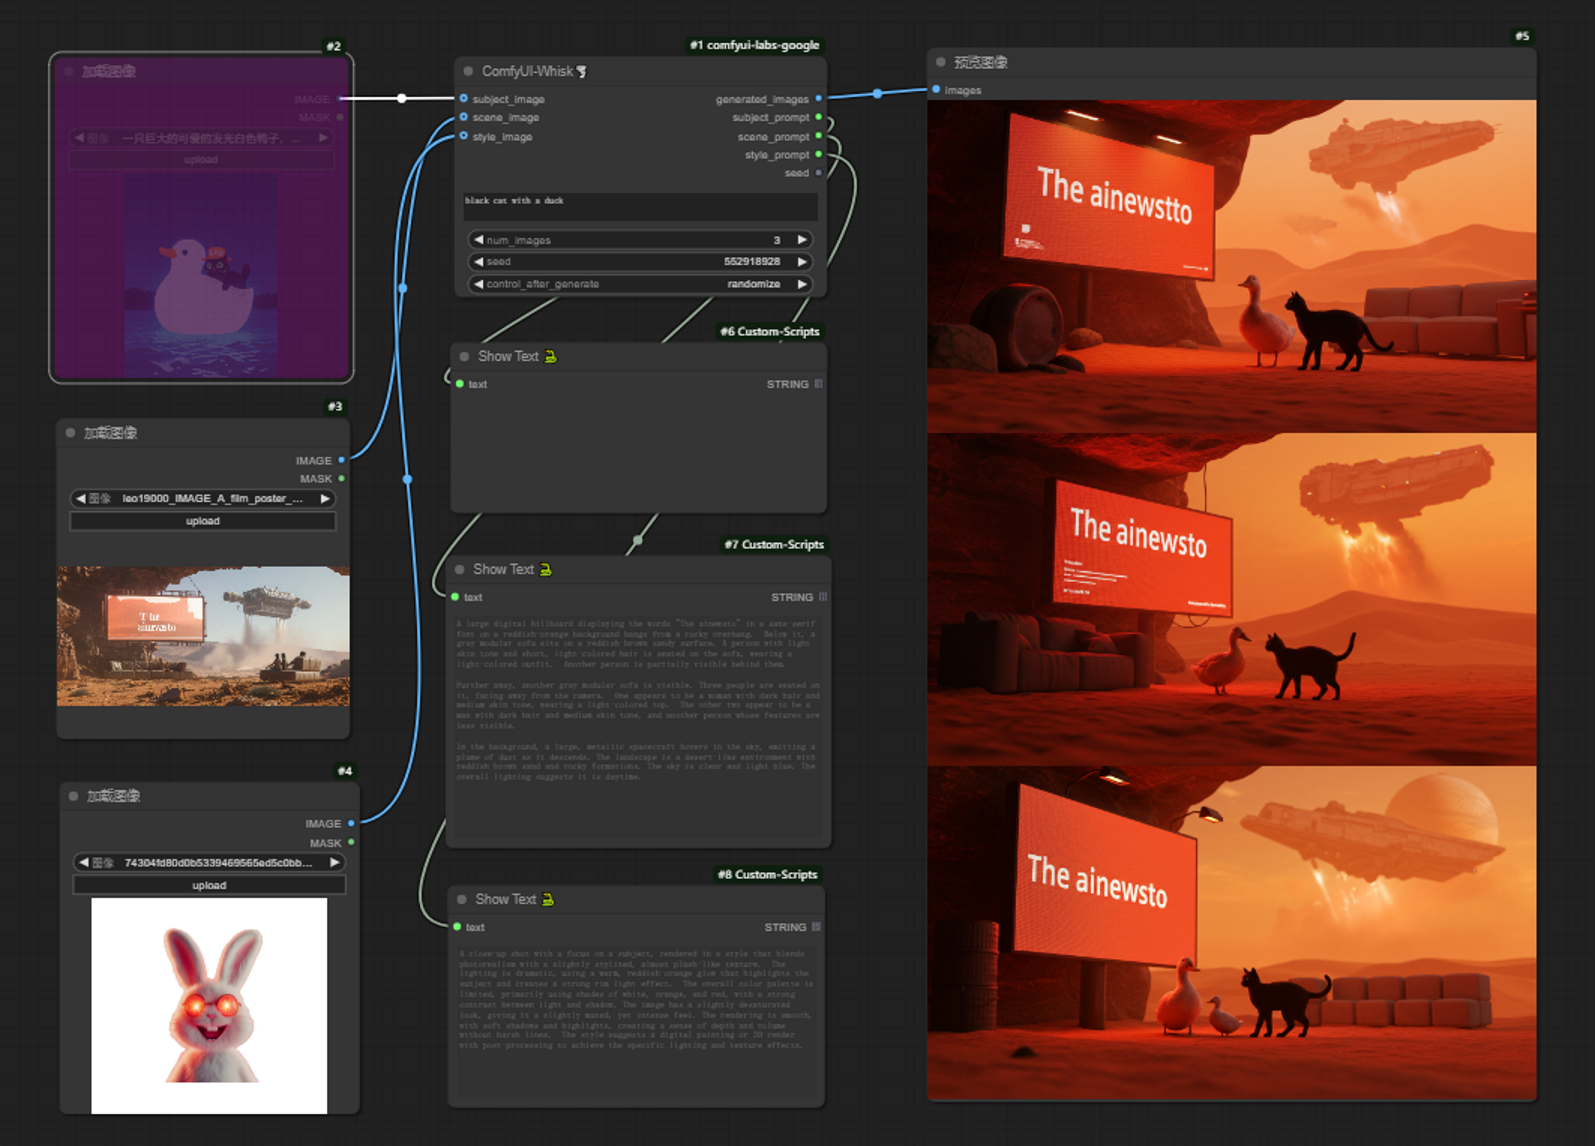 #2
加载图像
IMAGE
MASK
图像 一只巨大的可爱的发光白色鸭子，...
upload
#3
加载图像
IMAGE
MASK
图像 leo19000_IMAGE_A_film_poster_...
upload
The
ainewsto
#4
加载图像
IMAGE
MASK
图像 74304fd80d0b5339469565ed5c0bb...
upload
#1 comfyui-labs-google
ComfyUI-Whisk
subject_image generated_images
scene_image subject_prompt
style_image scene_prompt
style_prompt
seed
black cat with a duck
num_images 3
seed 552918928
control_after_generate randomize
#6 Custom-Scripts
Show Text
text STRING
#7 Custom-Scripts
Show Text
text STRING
A large digital billboard displaying the words "The ainewsto" in a sans serif
font on a reddish-orange background hangs from a rocky overhang. Below it, a
gray modular sofa sits on a reddish-brown sandy surface. A person with light
skin tone and short, light-colored hair is seated on the sofa, wearing a
light-colored outfit. Another person is partially visible behind them.
Further away, another gray modular sofa is visible. Three people are seated on
it, facing away from the camera. One appears to be a woman with dark hair and
medium skin tone, wearing a light-colored top. The other two appear to be a
man with dark hair and medium skin tone, and another person whose features are
less visible.
In the background, a large, metallic spacecraft hovers in the sky, emitting a
plume of dust as it descends. The landscape is a desert-like environment with
reddish-brown sand and rocky formations. The sky is clear and light blue. The
overall lighting suggests it is daytime.
#8 Custom-Scripts
Show Text
text STRING
A close up shot with a focus on a subject, rendered in a style that blends
photorealism with a slightly stylized, almost plush-like texture. The
lighting is dramatic, using a warm, reddish-orange glow that highlights the
subject and creates a strong rim light effect. The overall color palette is
limited, primarily using shades of white, orange, and red, with a strong
contrast between light and shadow. The image has a slightly desaturated
look, giving it a slightly muted, yet intense feel. The rendering is smooth,
with soft shadows and highlights, creating a sense of depth and volume
without harsh lines. The style suggests a digital painting or 3D render
with post-processing to achieve the specific lighting and texture effects.
#5
预览图像
images
The ainewstto
The ainewsto
The ainewsto